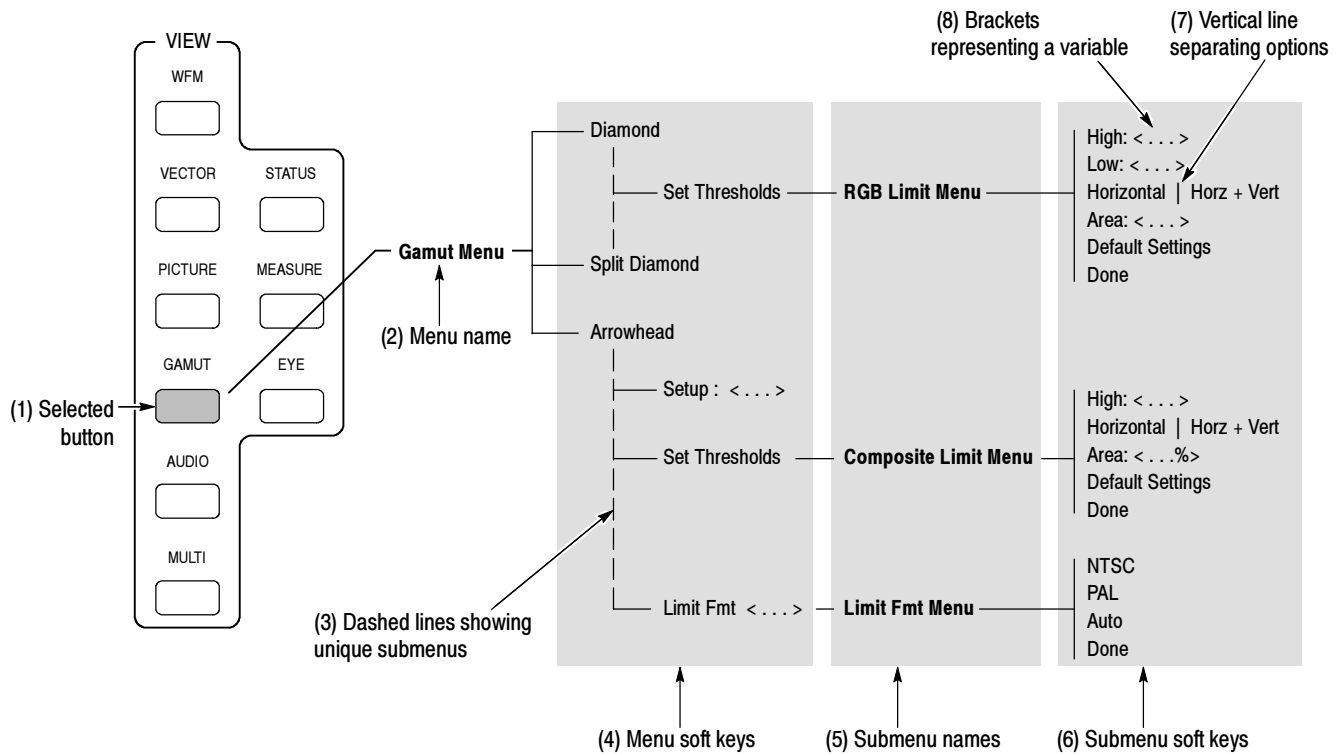 (8) Brackets
representing a variable
(7) Vertical line
separating options
VIEW
WFM
VECTOR
STATUS
PICTURE
MEASURE
GAMUT
EYE
AUDIO
MULTI
(1) Selected
button
Gamut Menu
(2) Menu name
Diamond
Set Thresholds
Split Diamond
Arrowhead
Setup : < . . . >
Set Thresholds
Limit Fmt < . . . >
(3) Dashed lines showing
unique submenus
RGB Limit Menu
Composite Limit Menu
Limit Fmt Menu
High: < . . . >
Low: < . . . >
Horizontal | Horz + Vert
Area: < . . . >
Default Settings
Done
High: < . . . >
Horizontal | Horz + Vert
Area: < . . .%>
Default Settings
Done
NTSC
PAL
Auto
Done
(4) Menu soft keys
(5) Submenu names
(6) Submenu soft keys